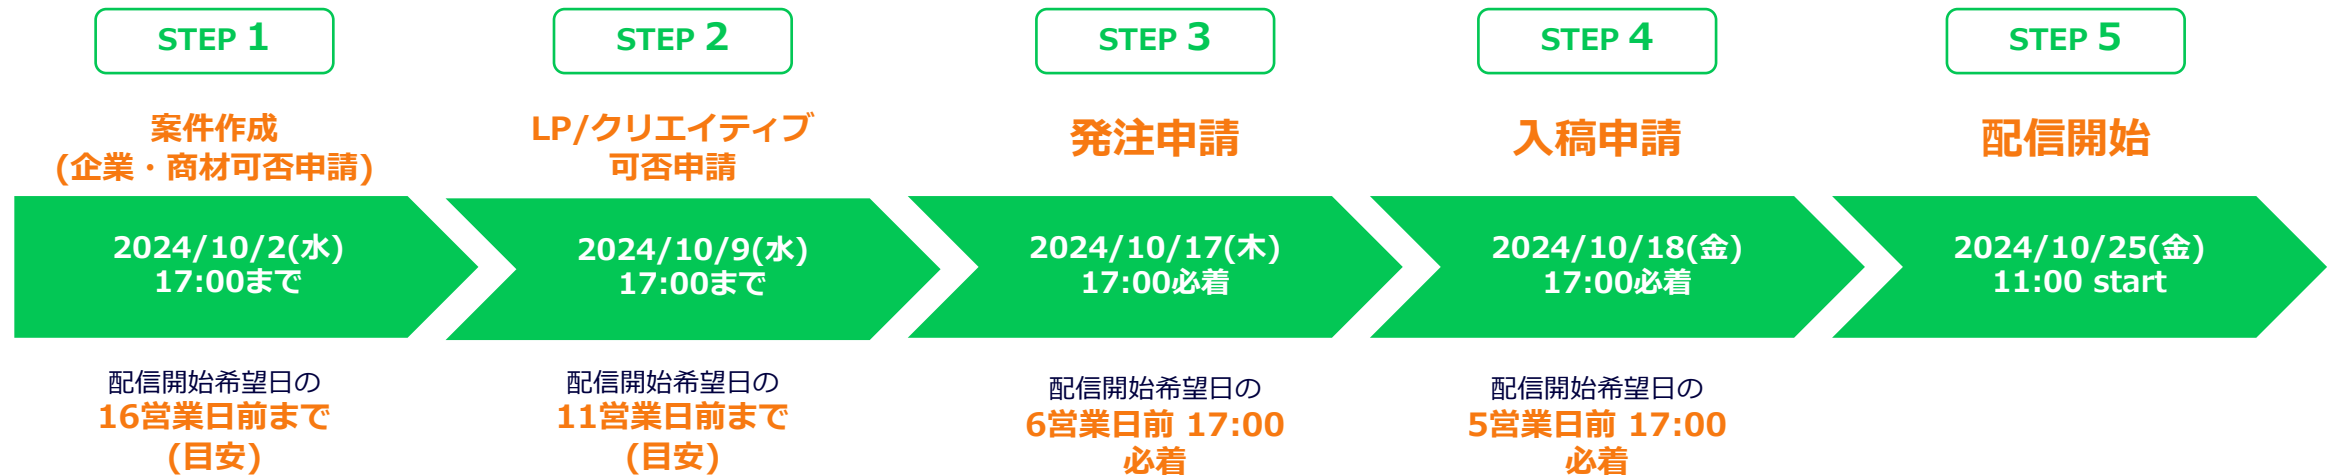 STEP 1
案件作成
(企業・商材可否申請)
2024/10/2(水)
17:00まで
配信開始希望日の
16営業日前まで
(目安)
STEP 2
LP/クリエイティブ
可否申請
2024/10/9(水)
17:00まで
配信開始希望日の
11営業日前まで
(目安)
STEP 3
発注申請
2024/10/17(木)
17:00必着
配信開始希望日の
6営業日前 17:00
必着
STEP 4
入稿申請
2024/10/18(金)
17:00必着
配信開始希望日の
5営業日前 17:00
必着
STEP 5
配信開始
2024/10/25(金)
11:00 start